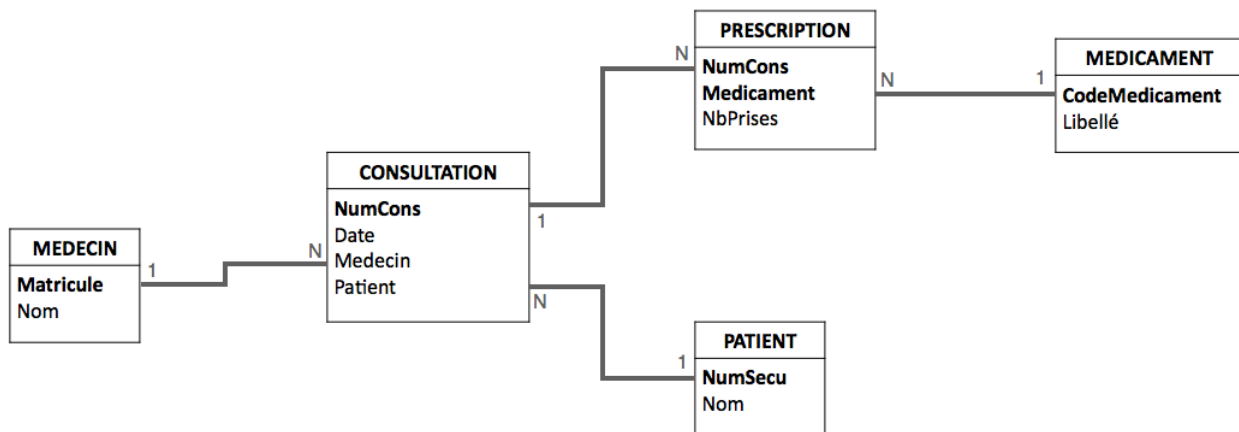 PRESCRIPTION
NumCons
Medicament
NbPrises
N
N
1
MEDICAMENT
CodeMedicament
Libellé
CONSULTATION
NumCons
Date
Medecin
Patient
N
1
N
MEDECIN
Matricule
Nom
1
PATIENT
NumSecu
Nom
1